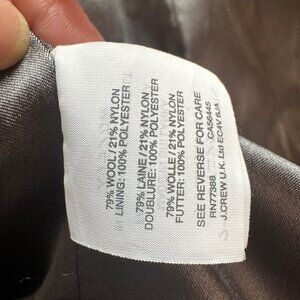 79% WOOL / 21% NYLON
LINING: 100% POLYESTER
79% LAINE / 21% NYLON
DOUBLURE: 100% POLYESTER
79% WOLLE / 21% NYLON
FUTTER: 100% POLYESTER
SEE REVERSE FOR CARE
RN77388 CA56445
J.CREW U.K. Ltd EC4V 6JA